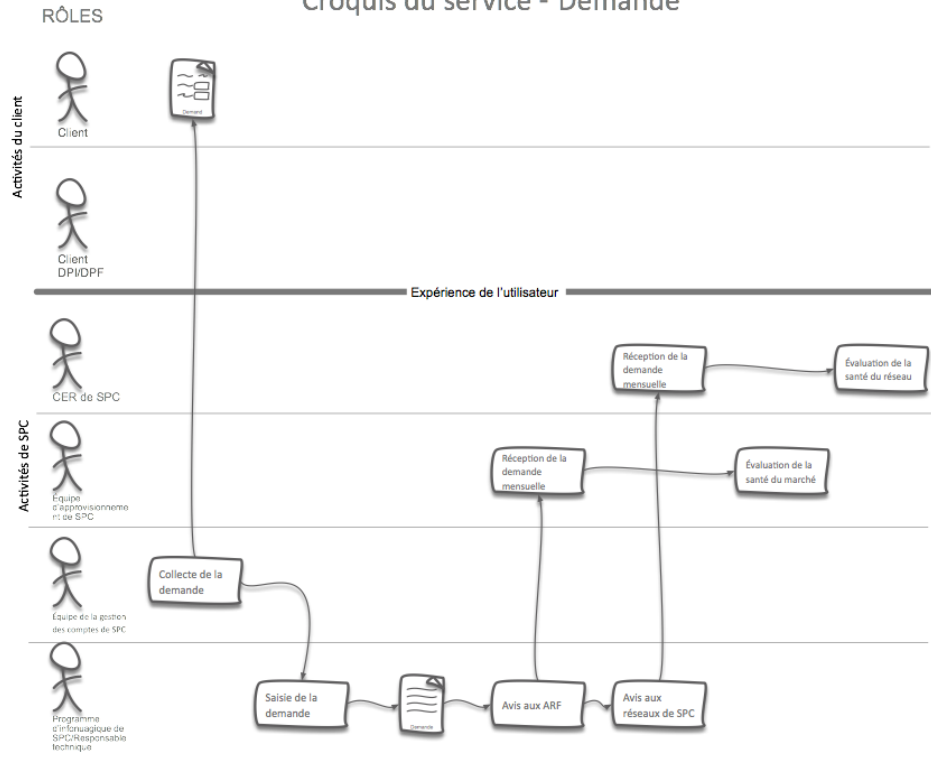 Croquis du service - Demande
RÔLES
Activités du client
Client
Demand
Client
DPI/DPF
Expérience de l'utilisateur
Activités de SPC
CER de SPC
Réception de la
demande
mensuelle
Évaluation de la
santé du réseau
Équipe
d'approvisionneme
nt de SPC
Réception de la
demande
mensuelle
Évaluation de la
santé du marché
Équipe de la gestion
des comptes de SPC
Collecte de la
demande
Programme
d'infonuagique de
SPC/Responsable
technique
Saisie de la
demande
Demande
Avis aux ARF
Avis aux
réseaux de SPC